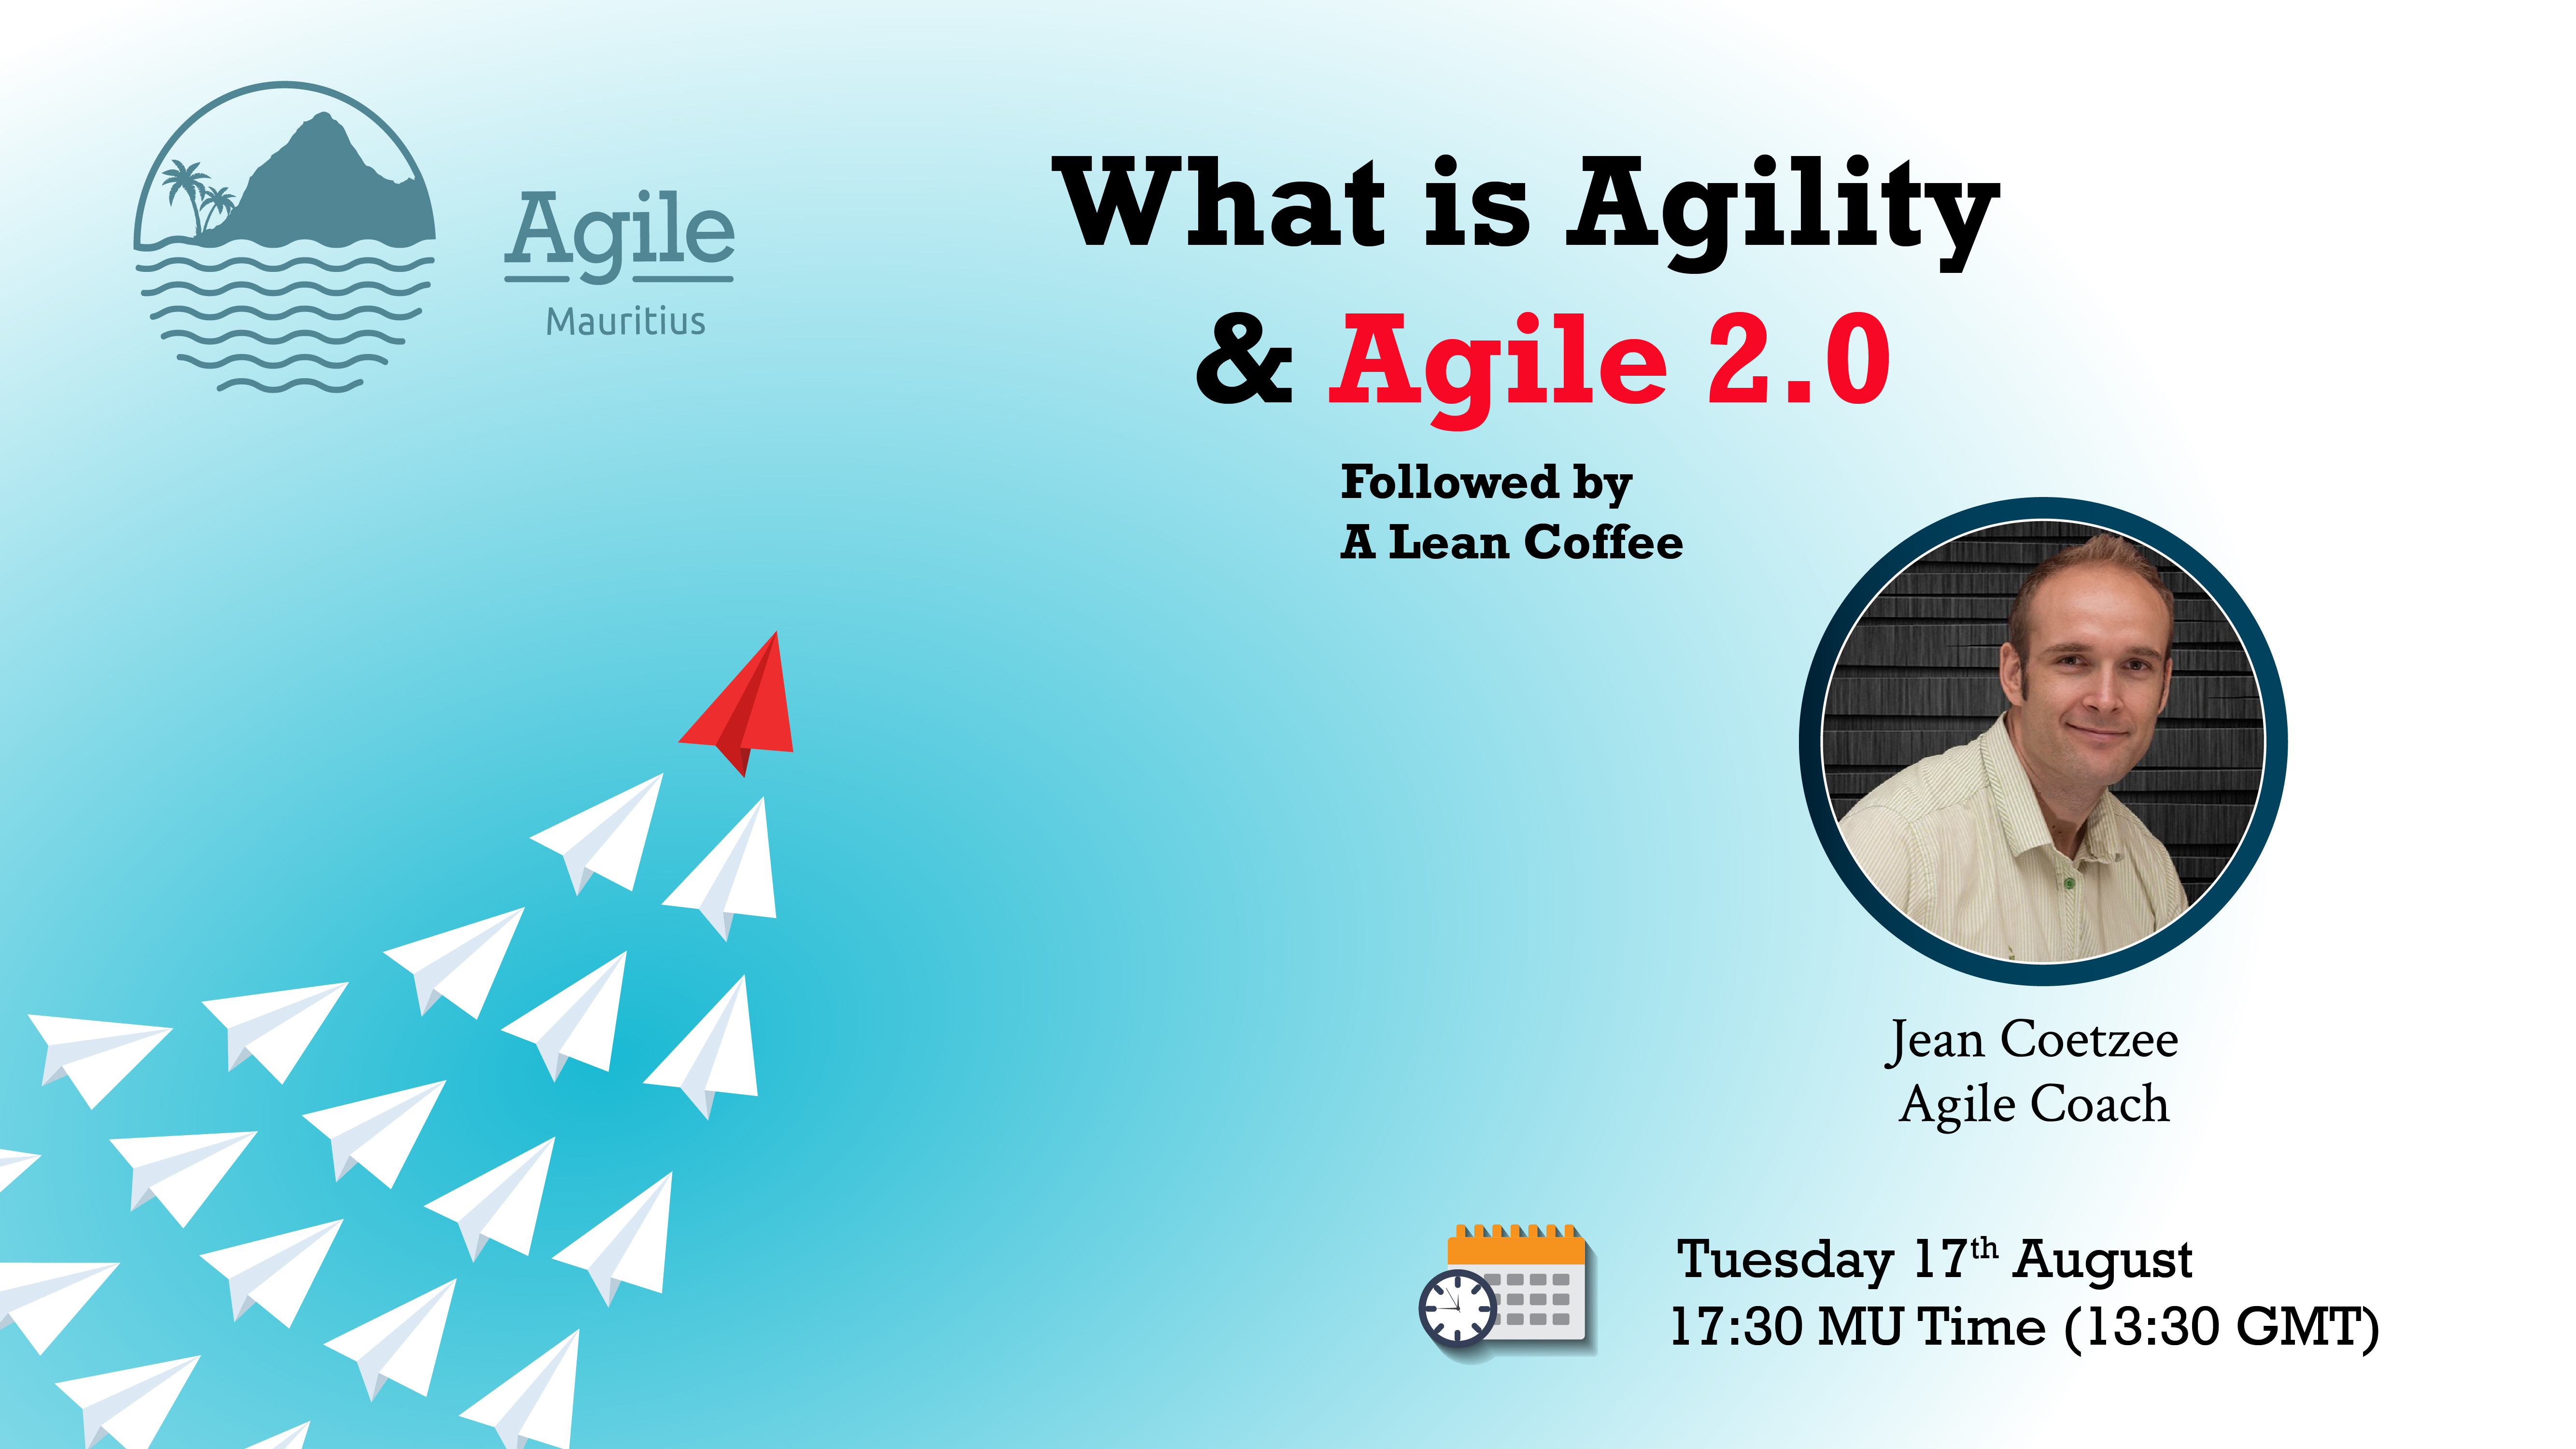 Agile
Mauritius
What is Agility
& Agile 2.0
Followed by
A Lean Coffee
Jean Coetzee
Agile Coach
Tuesday 17th August
17:30 MU Time (13:30 GMT)